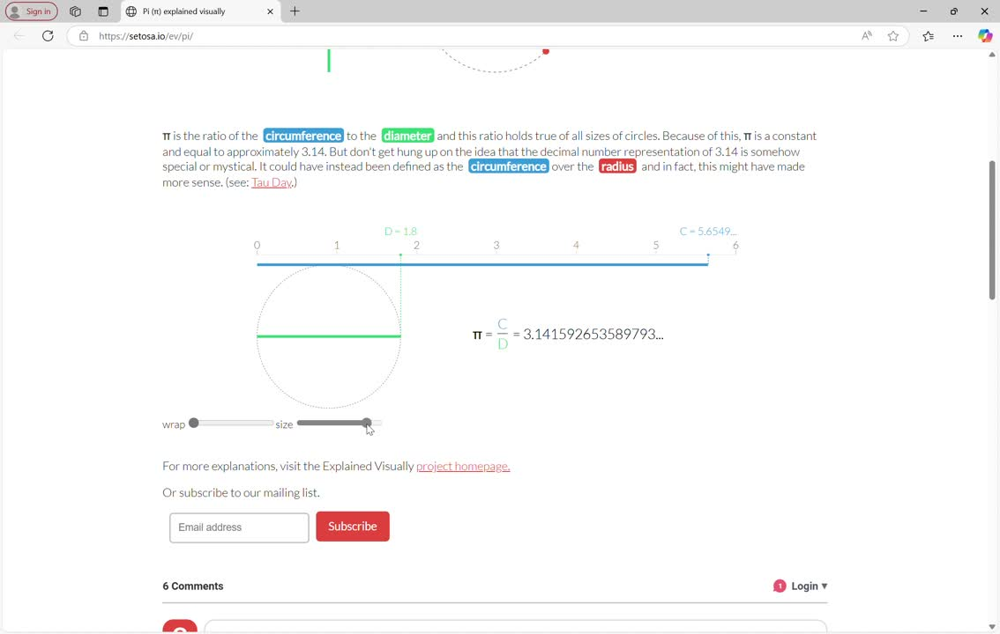 Sign in
Pi (π) explained visually
https://setosa.io/ev/pi/
π is the ratio of the circumference to the diameter and this ratio holds true of all sizes of circles. Because of this, π is a constant
and equal to approximately 3.14. But don't get hung up on the idea that the decimal number representation of 3.14 is somehow
special or mystical. It could have instead been defined as the circumference over the radius and in fact, this might have made
more sense. (see: Tau Day.)
D = 1.8 C = 5.6549...
0 1 2 3 4 5 6
π = C/D = 3.141592653589793...
wrap size
For more explanations, visit the Explained Visually project homepage.
Or subscribe to our mailing list.
Email address Subscribe
6 Comments 1 Login ▾